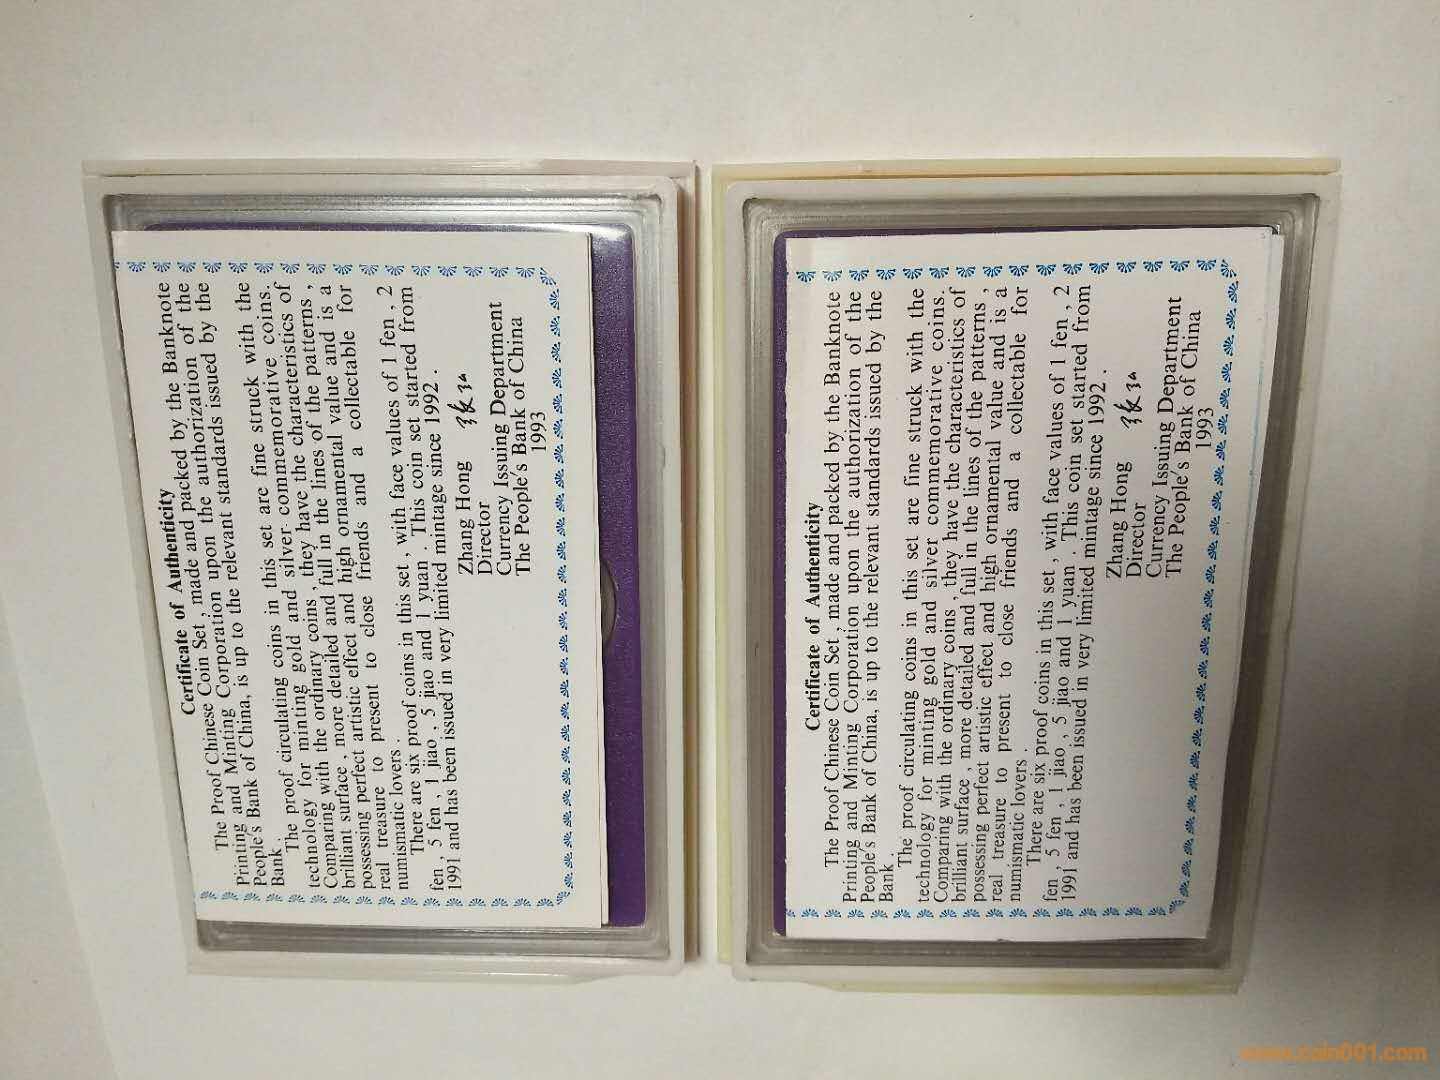 Certificate of Authenticity
The Proof Chinese Coin Set , made and packed by the Banknote
Printing and Minting Corporation upon the authorization of the
People's Bank of China, is up to the relevant standards issued by the
Bank .
The proof circulating coins in this set are fine struck with the
technology for minting gold and silver commemorative coins.
Comparing with the ordinary coins , they have the characteristics of
brilliant surface , more detailed and full in the lines of the patterns ,
possessing perfect artistic effect and high ornamental value and is a
real treasure to present to close friends and a collectable for
numismatic lovers .
There are six proof coins in this set , with face values of 1 fen , 2
fen , 5 fen , 1 jiao , 5 jiao and 1 yuan . This coin set started from
1991 and has been issued in very limited mintage since 1992 .
Zhang Hong
Director
Currency Issuing Department
The People's Bank of China
1993
Certificate of Authenticity
The Proof Chinese Coin Set , made and packed by the Banknote
Printing and Minting Corporation upon the authorization of the
People's Bank of China, is up to the relevant standards issued by the
Bank .
The proof circulating coins in this set are fine struck with the
technology for minting gold and silver commemorative coins.
Comparing with the ordinary coins , they have the characteristics of
brilliant surface , more detailed and full in the lines of the patterns ,
possessing perfect artistic effect and high ornamental value and is a
real treasure to present to close friends and a collectable for
numismatic lovers .
There are six proof coins in this set , with face values of 1 fen , 2
fen , 5 fen , 1 jiao , 5 jiao and 1 yuan . This coin set started from
1991 and has been issued in very limited mintage since 1992 .
Zhang Hong
Director
Currency Issuing Department
The People's Bank of China
1993
www.coin001.com